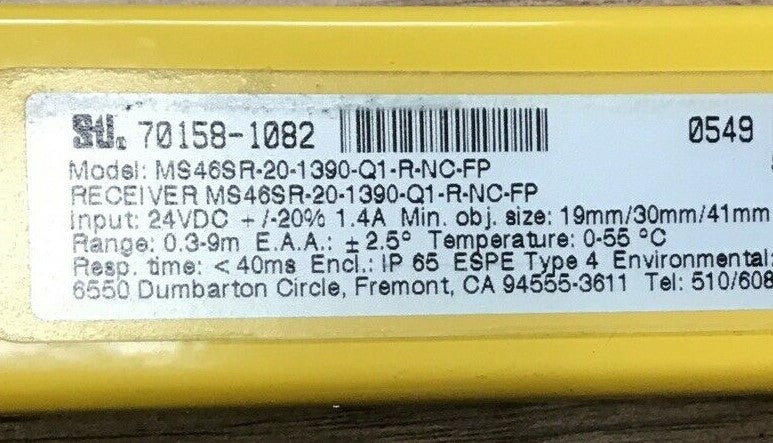 70158-1082 0549
Model: MS46SR-20-1390-Q1-R-NC-FP
RECEIVER MS46SR-20-1390-Q1-R-NC-FP
Input: 24VDC +/-20% 1.4A Min. obj. size: 19mm/30mm/41mm
Range: 0.3-9m E.A.A.: ±2.5° Temperature: 0-55 °C
Resp. time: < 40ms Encl.: IP 65 ESPE Type 4 Environmental:
6550 Dumbarton Circle, Fremont, CA 94555-3611 Tel: 510/608